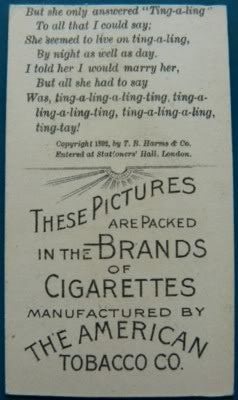 But she only answered "Ting-a-ling"
To all that I could say;
She seemed to live on ting-a-ling,
By night as well as day.
I told her I would marry her,
But all she had to say
Was, ting-a-ling-a-ling-ting, ting-a-
ling-a-ling-ting, ting-a-ling-a-ling,
ting-tay!
Copyright 1892, by T. B. Harms & Co.
Entered at Stationers' Hall, London.
THESE PICTURES
ARE PACKED
IN THE BRANDS
OF
CIGARETTES
MANUFACTURED BY
THE AMERICAN
TOBACCO CO.